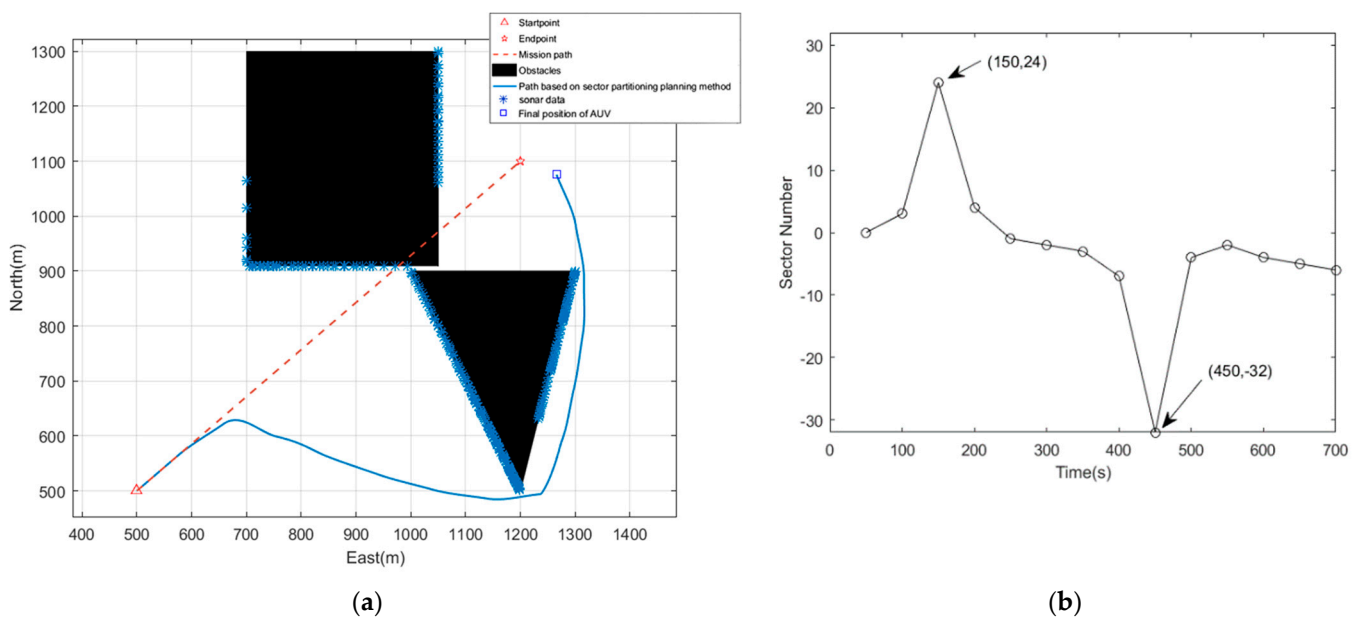 Startpoint
Endpoint
Mission path
Obstacles
Path based on sector partitioning planning method
sonar data
Final position of AUV
1300
1200
1100
1000
900
800
700
600
500
North(m)
400 500 600 700 800 900 1000 1100 1200 1300 1400
East(m)
(a)
30
20
10
0
-10
-20
-30
Sector Number
(150,24)
(450,-32)
0 100 200 300 400 500 600 700
Time(s)
(b)